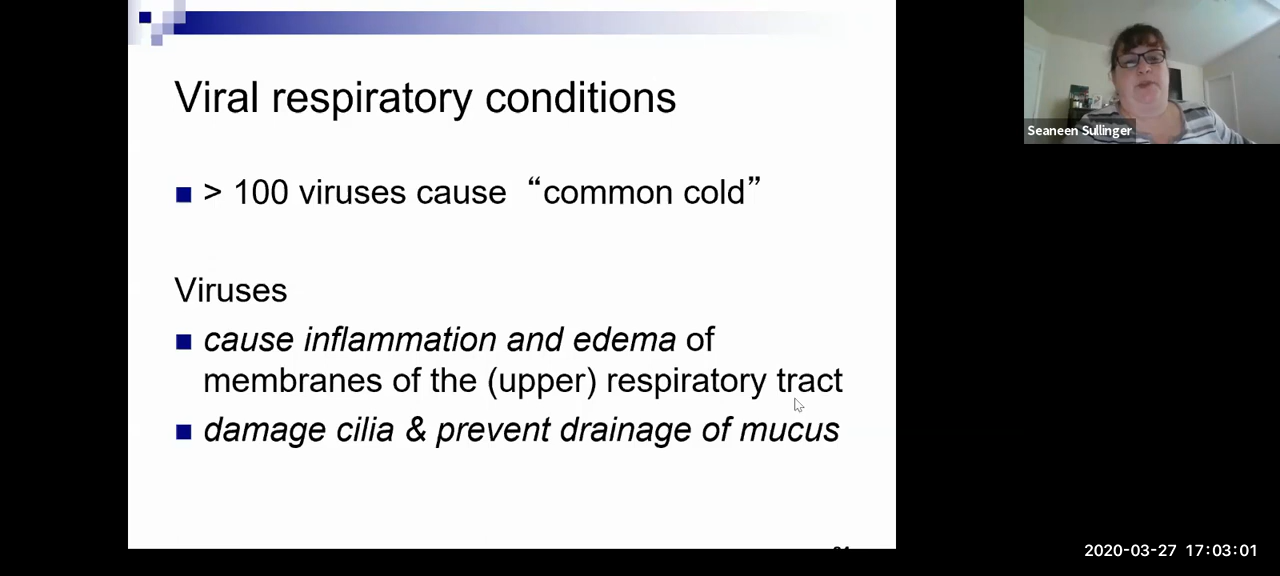 Viral respiratory conditions
> 100 viruses cause “common cold”
Viruses
cause inflammation and edema of
membranes of the (upper) respiratory tract
damage cilia & prevent drainage of mucus
Seaneen Sullinger
2020-03-27 17:03:01